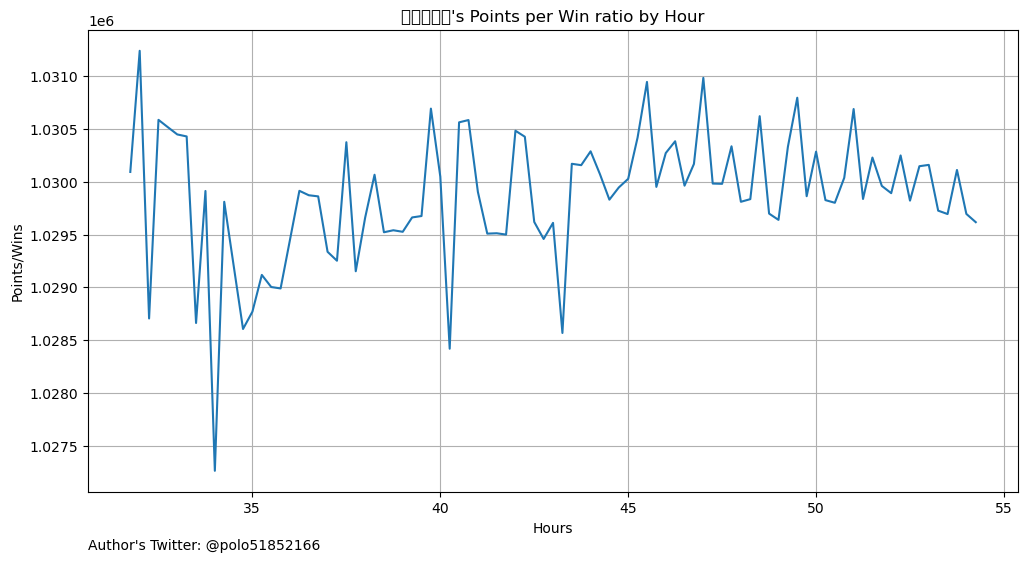 's Points per Win ratio by Hour
1e6
1.0310
1.0305
1.0300
1.0295
1.0290
1.0285
1.0280
1.0275
Points/Wins
35 40 45 50 55
Hours
Author's Twitter: @polo51852166